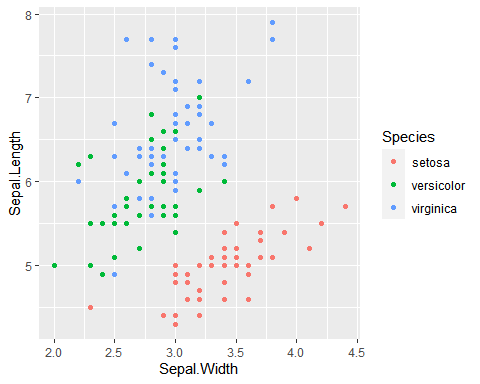 8
7
6
5
Sepal.Length
2.0 2.5 3.0 3.5 4.0 4.5
Sepal.Width
Species
setosa
versicolor
virginica